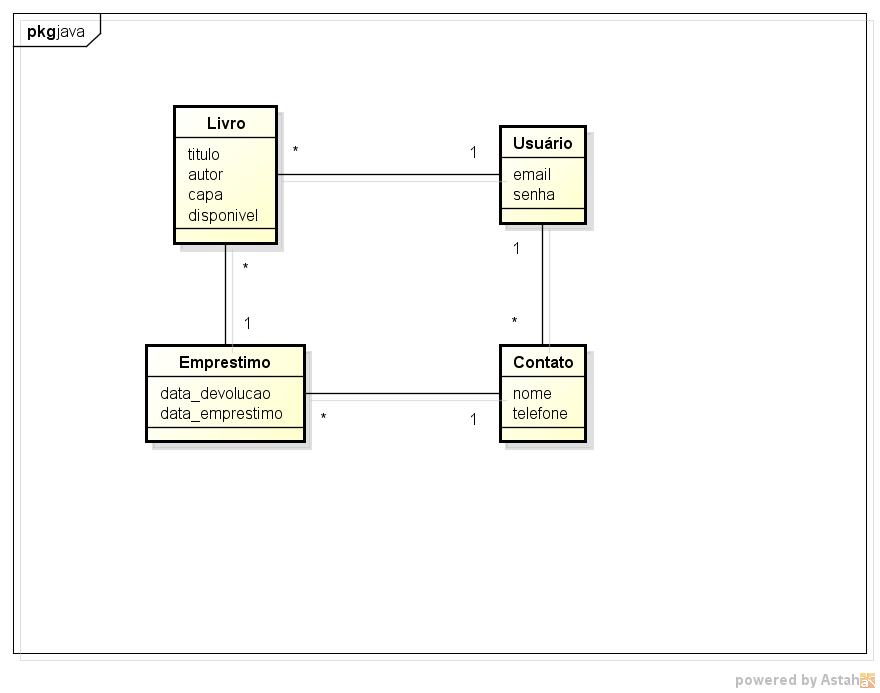 pkgjava
Livro
titulo
autor
capa
disponivel
*
1
Usuário
email
senha
*
1
1
*
Emprestimo
data_devolucao
data_emprestimo
*
1
Contato
nome
telefone
powered by Astah